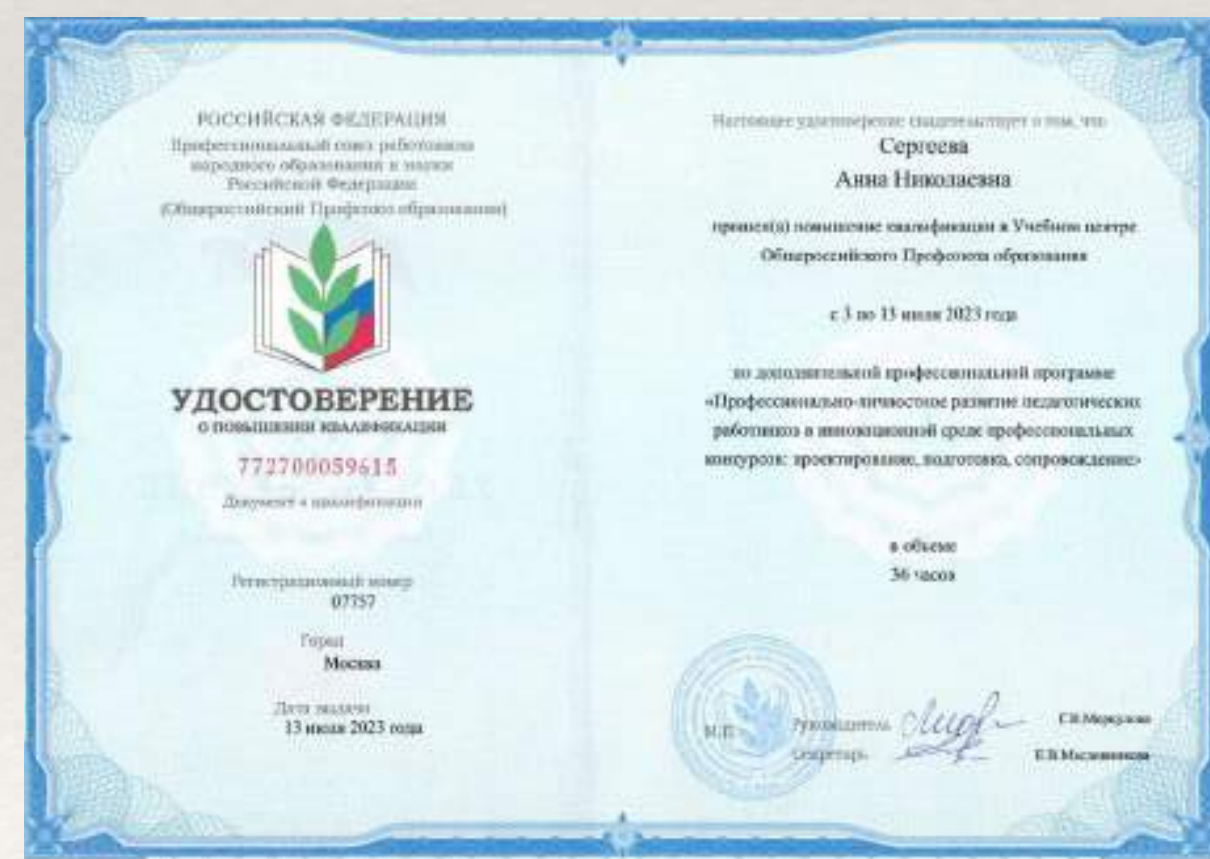 РОССИЙСКАЯ ФЕДЕРАЦИЯ
Профессиональный союз работников
народного образования и науки
Российской Федерации
(Общероссийский Профсоюз образования)
УДОСТОВЕРЕНИЕ
О ПОВЫШЕНИИ КВАЛИФИКАЦИИ
772700059615
Документ о квалификации
Регистрационный номер
07757
Город
Москва
Дата выдачи
13 июля 2023 года
Настоящее удостоверение свидетельствует о том, что
Сергеева
Анна Николаевна
прошел(а) повышение квалификации в Учебном центре
Общероссийского Профсоюза образования
с 3 по 13 июля 2023 года
по дополнительной профессиональной программе
«Профессионально-личностное развитие педагогических
работников в инновационной среде профессиональных
конкурсов: проектирование, подготовка, сопровождение»
в объеме
36 часов
М.П.
Руководитель
Секретарь